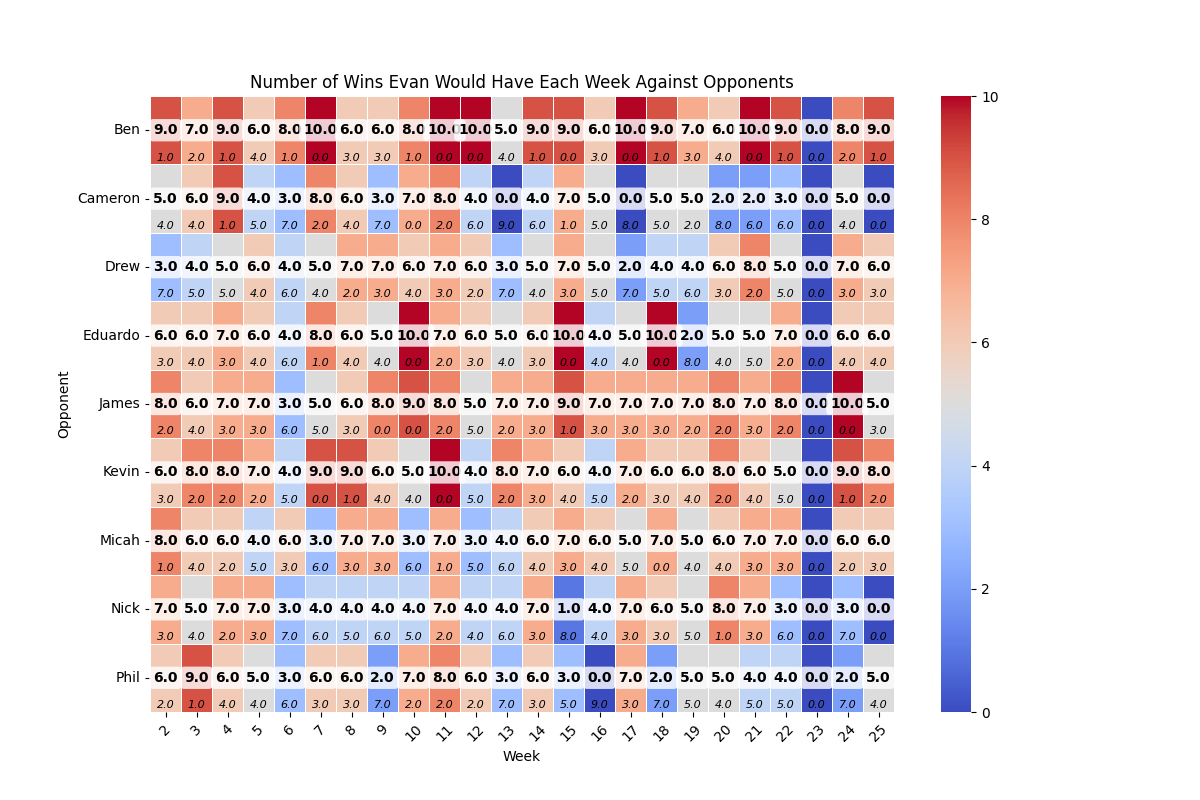 Number of Wins Evan Would Have Each Week Against Opponents
10
Ben - 9.0 7.0 9.0 6.0 8.0 10.0 6.0 6.0 8.0 10.0 10.0 5.0 9.0 9.0 6.0 10.0 9.0 7.0 6.0 10.0 9.0 0.0 8.0 9.0
1.0 2.0 1.0 4.0 1.0 0.0 3.0 3.0 1.0 0.0 0.0 4.0 1.0 0.0 3.0 0.0 1.0 3.0 4.0 0.0 1.0 0.0 2.0 1.0
Cameron - 5.0 6.0 9.0 4.0 3.0 8.0 6.0 3.0 7.0 8.0 4.0 0.0 4.0 7.0 5.0 0.0 5.0 5.0 2.0 2.0 3.0 0.0 5.0 0.0
8
4.0 4.0 1.0 5.0 7.0 2.0 4.0 7.0 0.0 2.0 6.0 9.0 6.0 1.0 5.0 8.0 5.0 2.0 8.0 6.0 6.0 0.0 4.0 0.0
Drew - 3.0 4.0 5.0 6.0 4.0 5.0 7.0 7.0 6.0 7.0 6.0 3.0 5.0 7.0 5.0 2.0 4.0 4.0 6.0 8.0 5.0 0.0 7.0 6.0
7.0 5.0 5.0 4.0 6.0 4.0 2.0 3.0 4.0 3.0 2.0 7.0 4.0 3.0 5.0 7.0 5.0 6.0 3.0 2.0 5.0 0.0 3.0 3.0
Eduardo - 6.0 6.0 7.0 6.0 4.0 8.0 6.0 5.0 10.0 7.0 6.0 5.0 6.0 10.0 4.0 5.0 10.0 2.0 5.0 5.0 7.0 0.0 6.0 6.0
6
3.0 4.0 3.0 4.0 6.0 1.0 4.0 4.0 0.0 2.0 3.0 4.0 3.0 0.0 4.0 4.0 0.0 8.0 4.0 5.0 2.0 0.0 4.0 4.0
Opponent
James - 8.0 6.0 7.0 7.0 3.0 5.0 6.0 8.0 9.0 8.0 5.0 7.0 7.0 9.0 7.0 7.0 7.0 7.0 8.0 7.0 8.0 0.0 10.0 5.0
2.0 4.0 3.0 3.0 6.0 5.0 3.0 0.0 0.0 2.0 5.0 2.0 3.0 1.0 3.0 3.0 3.0 2.0 2.0 3.0 2.0 0.0 0.0 3.0
4
Kevin - 6.0 8.0 8.0 7.0 4.0 9.0 9.0 6.0 5.0 10.0 4.0 8.0 7.0 6.0 4.0 7.0 6.0 6.0 8.0 6.0 5.0 0.0 9.0 8.0
3.0 2.0 2.0 2.0 5.0 0.0 1.0 4.0 4.0 0.0 5.0 2.0 3.0 4.0 5.0 2.0 3.0 4.0 2.0 4.0 5.0 0.0 1.0 2.0
Micah - 8.0 6.0 6.0 4.0 6.0 3.0 7.0 7.0 3.0 7.0 3.0 4.0 6.0 7.0 6.0 5.0 7.0 5.0 6.0 7.0 7.0 0.0 6.0 6.0
1.0 4.0 2.0 5.0 3.0 6.0 3.0 3.0 6.0 1.0 5.0 6.0 4.0 3.0 4.0 5.0 0.0 4.0 4.0 3.0 3.0 0.0 2.0 3.0
2
Nick - 7.0 5.0 7.0 7.0 3.0 4.0 4.0 4.0 4.0 7.0 4.0 4.0 7.0 1.0 4.0 7.0 6.0 5.0 8.0 7.0 3.0 0.0 3.0 0.0
3.0 4.0 2.0 3.0 7.0 6.0 5.0 6.0 5.0 2.0 4.0 6.0 3.0 8.0 4.0 3.0 3.0 5.0 1.0 3.0 6.0 0.0 7.0 0.0
Phil - 6.0 9.0 6.0 5.0 3.0 6.0 6.0 2.0 7.0 8.0 6.0 3.0 6.0 3.0 0.0 7.0 2.0 5.0 5.0 4.0 4.0 0.0 2.0 5.0
2.0 1.0 4.0 4.0 6.0 3.0 3.0 7.0 2.0 2.0 2.0 7.0 3.0 5.0 9.0 3.0 7.0 5.0 4.0 5.0 5.0 0.0 7.0 4.0
0
2 3 4 5 6 7 8 9 10 11 12 13 14 15 16 17 18 19 20 21 22 23 24 25
Week